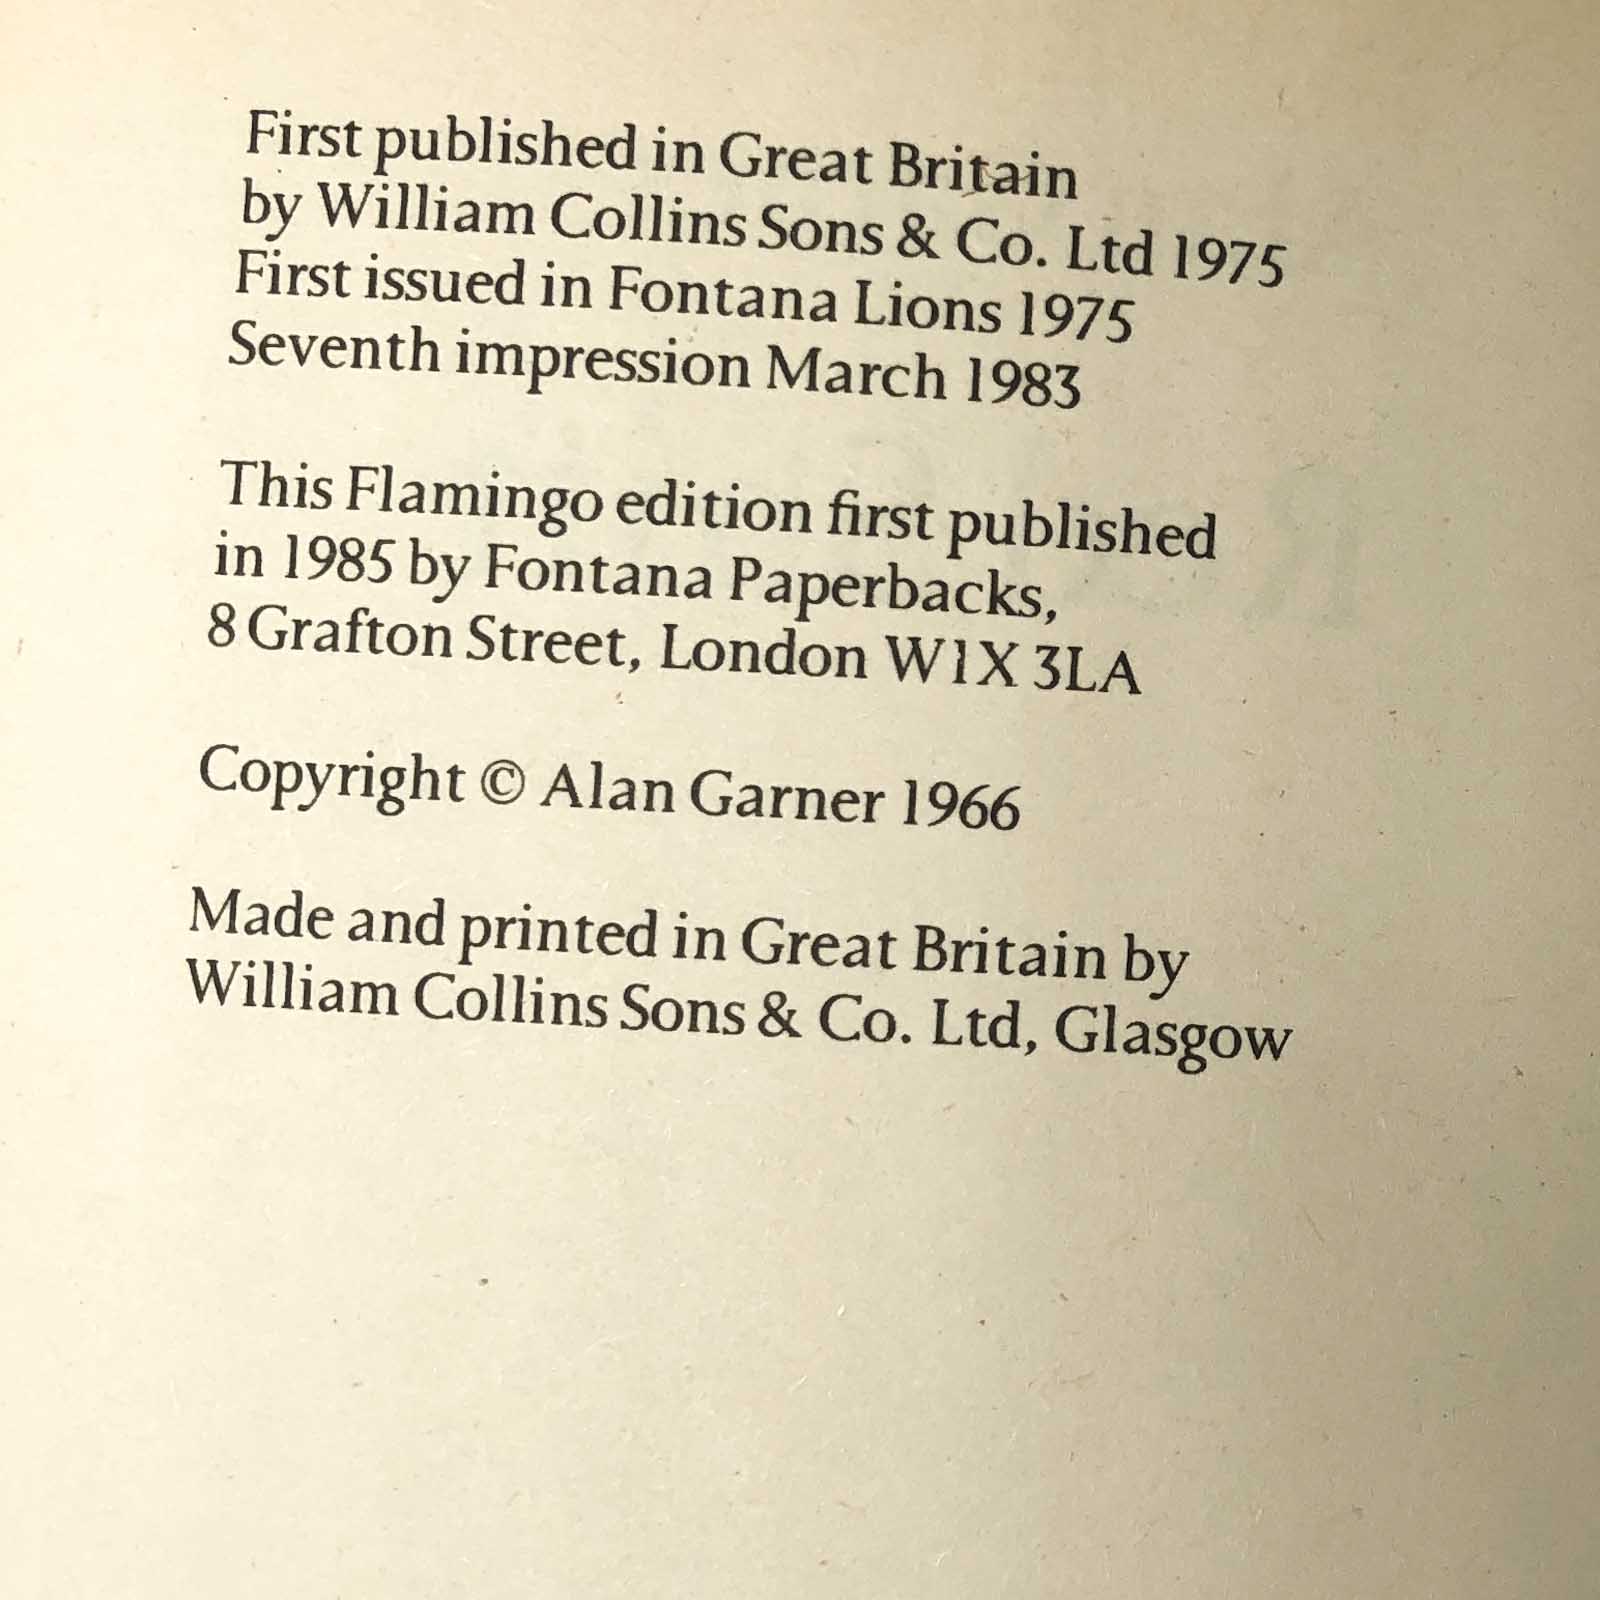 First published in Great Britain
by William Collins Sons & Co. Ltd 1975
First issued in Fontana Lions 1975
Seventh impression March 1983
This Flamingo edition first published
in 1985 by Fontana Paperbacks,
8 Grafton Street, London W1X 3LA
Copyright © Alan Garner 1966
Made and printed in Great Britain by
William Collins Sons & Co. Ltd, Glasgow